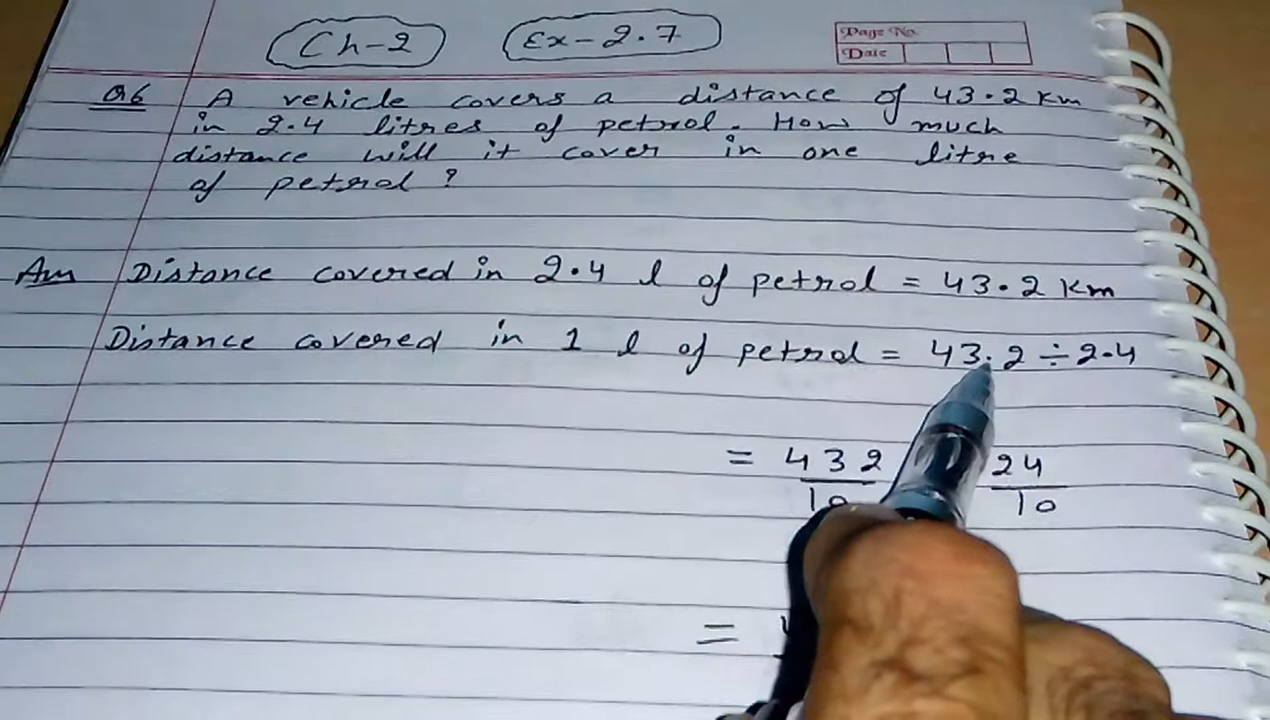 Ch-2 Ex-2.7
Page No.
Date
Q6 A vehicle covers a distance of 43.2 Km
in 2.4 litres of petrol. How much
distance will it cover in one litre
of petrol?
Ans Distance covered in 2.4 l of petrol = 43.2 Km
Distance covered in 1 l of petrol = 43.2 ÷ 2.4
= 432 24
10 10
=